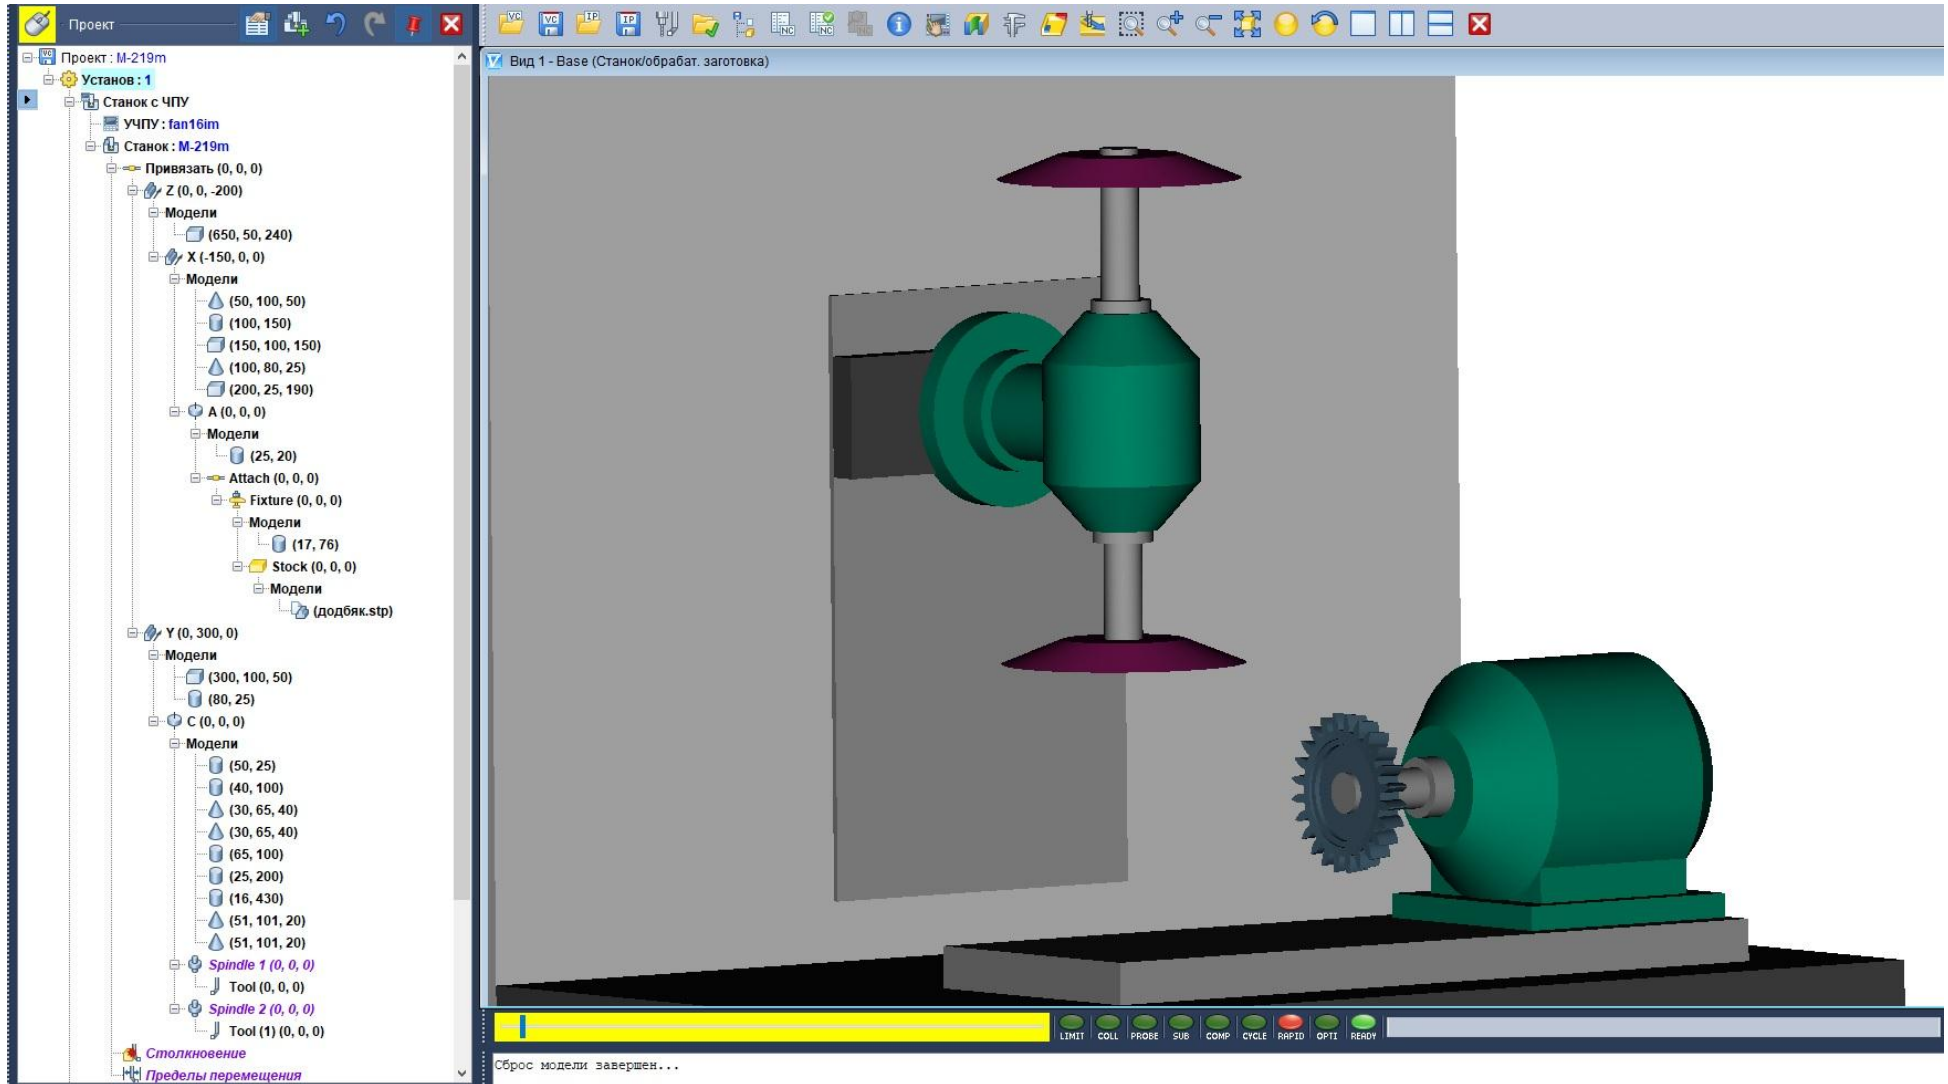 Проект
Проект : M-219m
Установ : 1
Станок с ЧПУ
УЧПУ : fan16im
Станок : M-219m
Привязать (0, 0, 0)
Z (0, 0, -200)
Модели
(650, 50, 240)
X (-150, 0, 0)
Модели
(50, 100, 50)
(100, 150)
(150, 100, 150)
(100, 80, 25)
(200, 25, 190)
A (0, 0, 0)
Модели
(25, 20)
Attach (0, 0, 0)
Fixture (0, 0, 0)
Модели
(17, 76)
Stock (0, 0, 0)
Модели
(додбяк.stp)
Y (0, 300, 0)
Модели
(300, 100, 50)
(80, 25)
C (0, 0, 0)
Модели
(50, 25)
(40, 100)
(30, 65, 40)
(30, 65, 40)
(65, 100)
(25, 200)
(16, 430)
(51, 101, 20)
(51, 101, 20)
Spindle 1 (0, 0, 0)
Tool (0, 0, 0)
Spindle 2 (0, 0, 0)
Tool (1) (0, 0, 0)
Столкновение
Пределы перемещения
VC VC IP IP NC NC
Вид 1 - Base (Станок/обрабат. заготовка)
LIMIT COLL PROBE SUB COMP CYCLE RAPID OPTI READY
Сброс модели завершен...